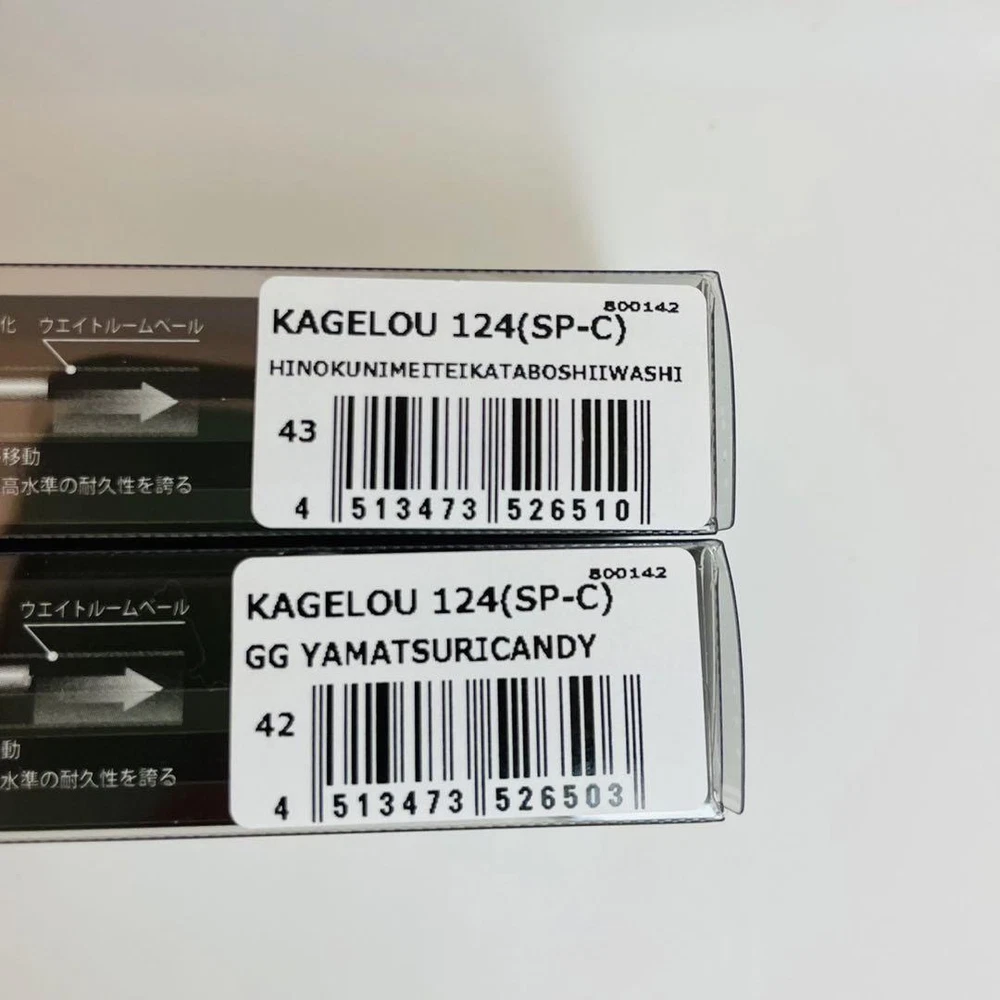 化 ウエイトルームベール
移動
高水準の耐久性を誇る
800142
KAGELOU 124(SP-C)
HINOKUNIMEITEIKATABOSHIIWASHI
43
4 513473 526510
ウエイトルームベール
動
水準の耐久性を誇る
800142
KAGELOU 124(SP-C)
GG YAMATSURICANDY
42
4 513473 526503